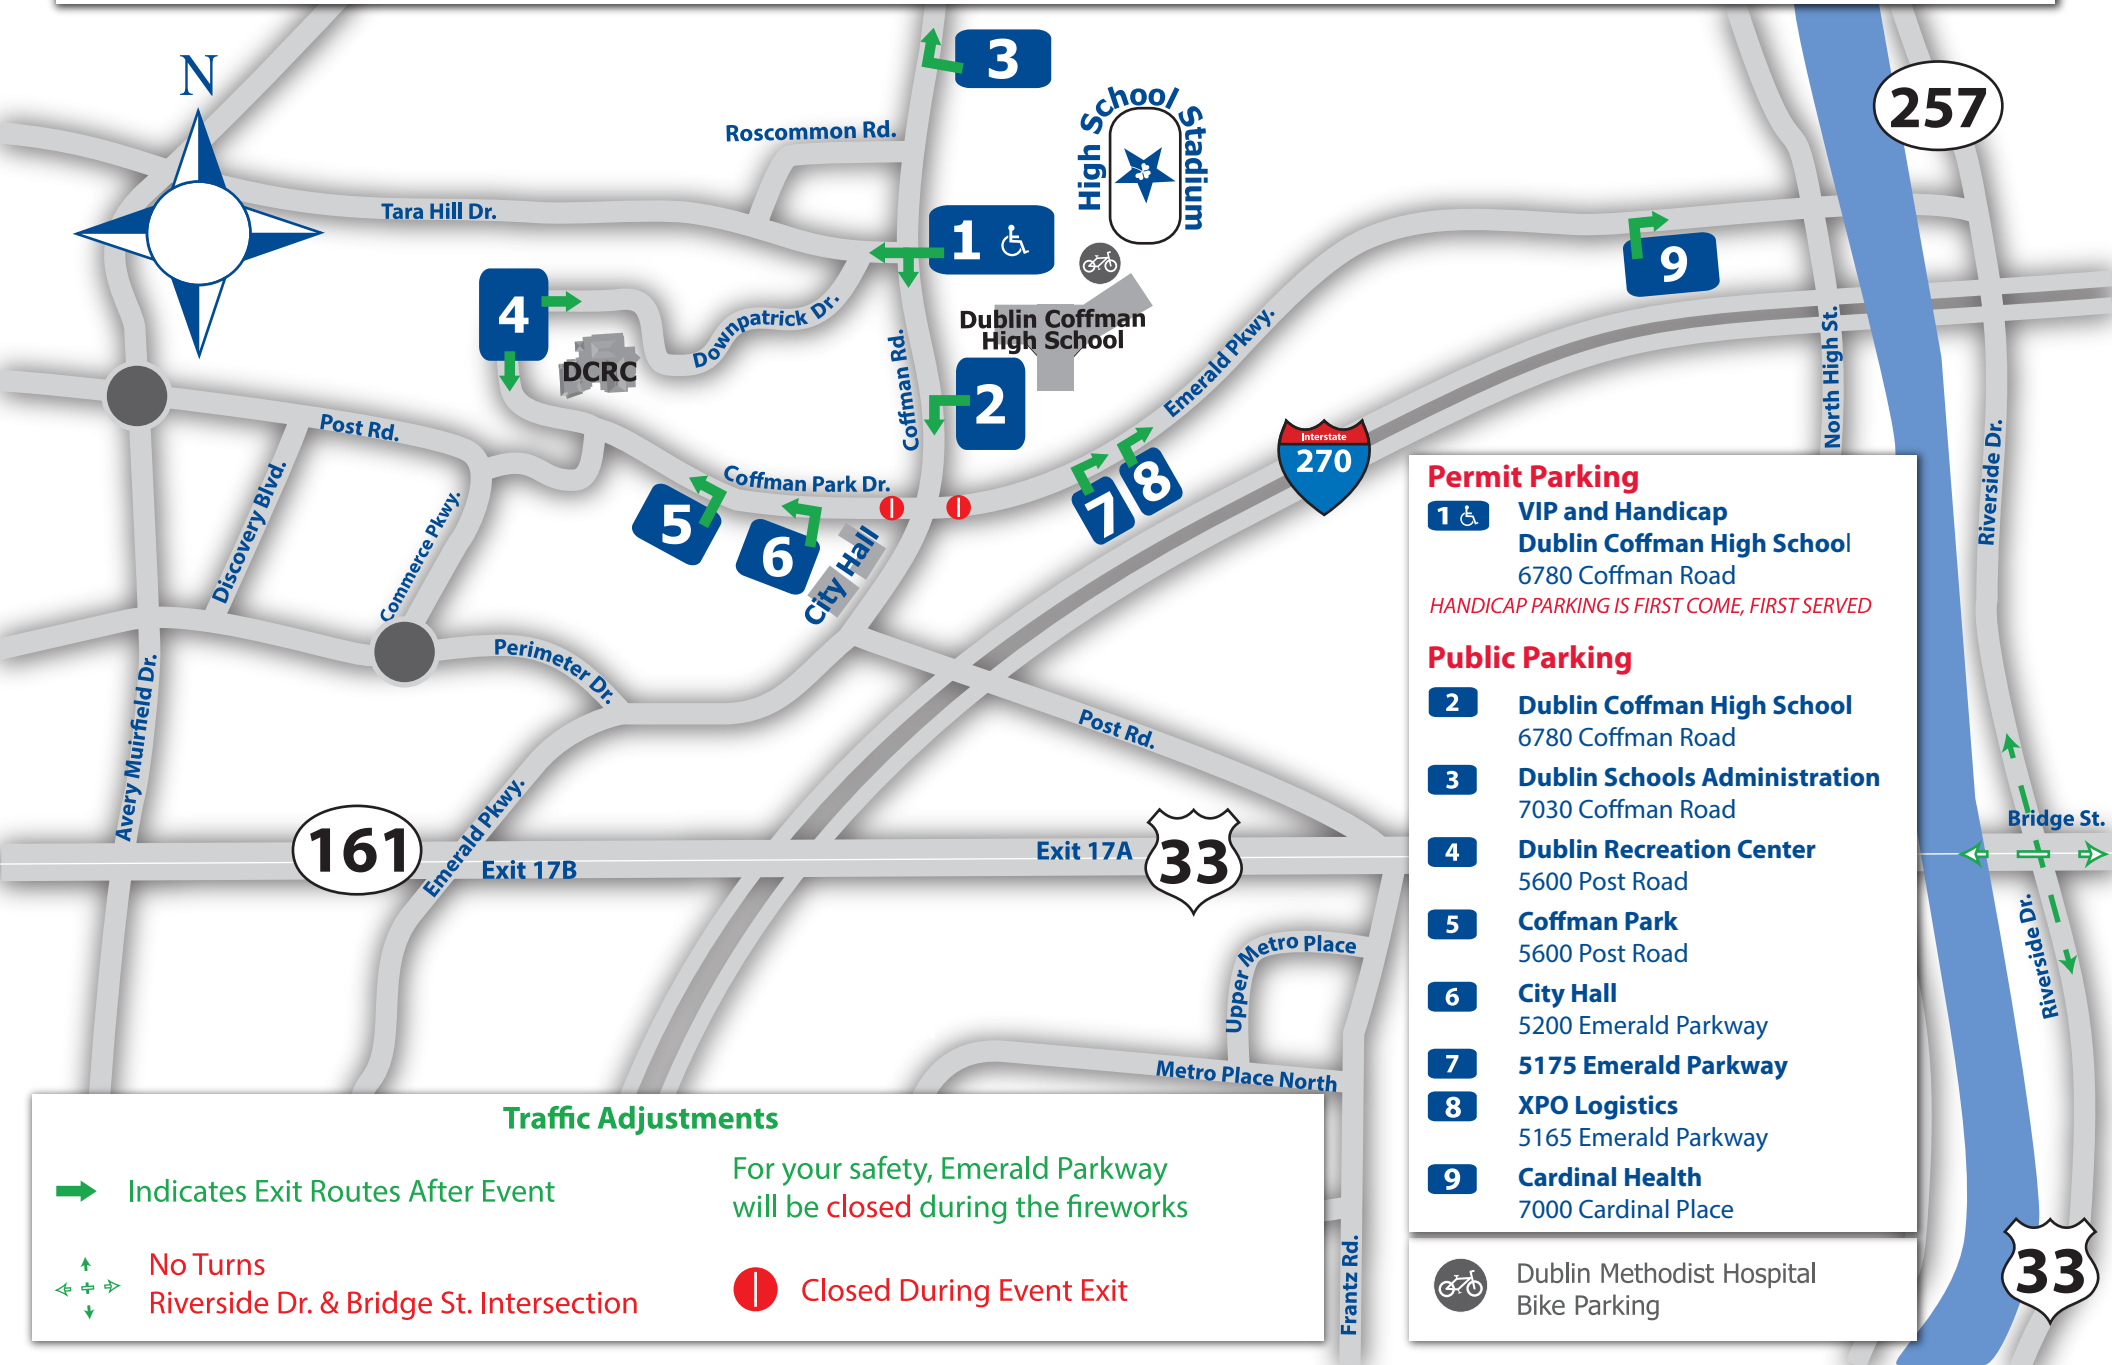 N
3
High School Stadium
257
Roscommon Rd.
Tara Hill Dr.
1
9
4
Downpatrick Dr.
Dublin Coffman
High School
DCRC
Coffman Rd.
2
Emerald Pkwy.
North High St.
Riverside Dr.
Post Rd.
Discovery Blvd.
Commerce Pkwy.
Coffman Park Dr.
5
6
City Hall
7
8
Interstate
270
Perimeter Dr.
Avery Muirfield Dr.
Post Rd.
161
Emerald Pkwy.
Exit 17B
Exit 17A
33
Bridge St.
Riverside Dr.
Upper Metro Place
Metro Place North
Frantz Rd.
33
Permit Parking
1
VIP and Handicap
Dublin Coffman High School
6780 Coffman Road
HANDICAP PARKING IS FIRST COME, FIRST SERVED
Public Parking
2 Dublin Coffman High School
6780 Coffman Road
3 Dublin Schools Administration
7030 Coffman Road
4 Dublin Recreation Center
5600 Post Road
5 Coffman Park
5600 Post Road
6 City Hall
5200 Emerald Parkway
7 5175 Emerald Parkway
8 XPO Logistics
5165 Emerald Parkway
9 Cardinal Health
7000 Cardinal Place
Dublin Methodist Hospital
Bike Parking
Traffic Adjustments
Indicates Exit Routes After Event
No Turns
Riverside Dr. & Bridge St. Intersection
For your safety, Emerald Parkway
will be closed during the fireworks
Closed During Event Exit